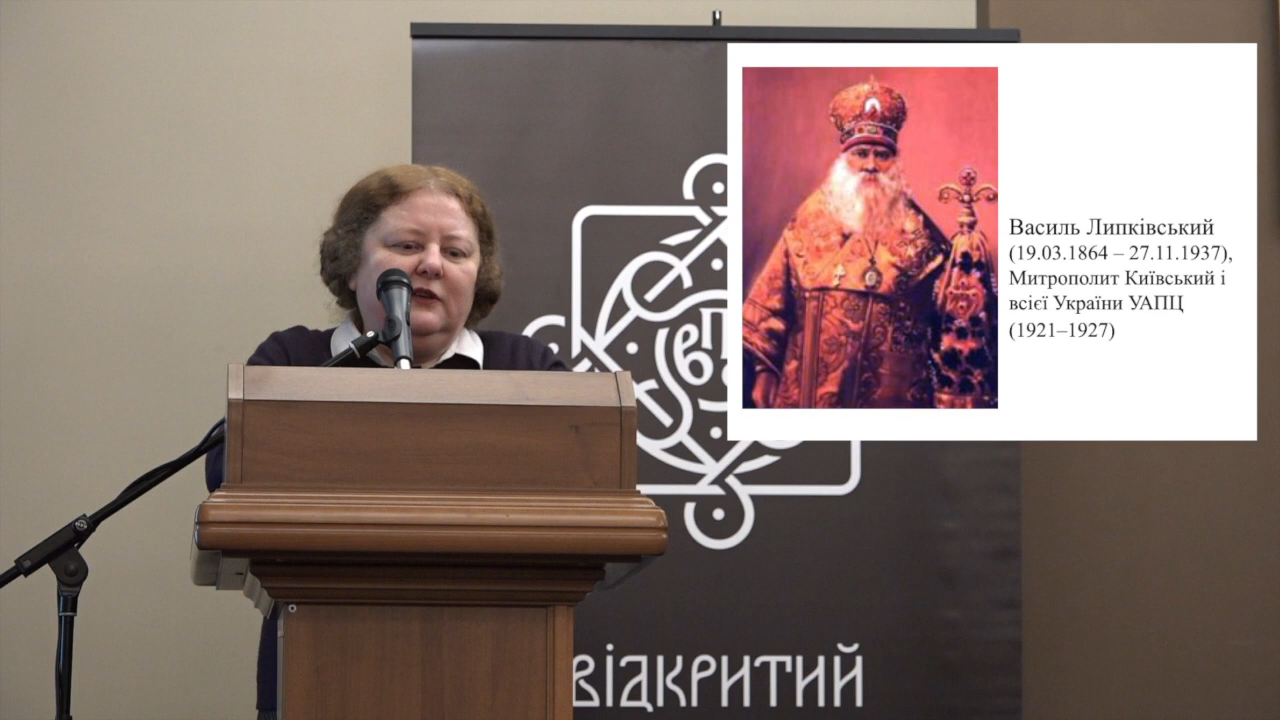 Василь Липківський
(19.03.1864 – 27.11.1937),
Митрополит Київський і
всієї України УАПЦ
(1921–1927)
відкритий